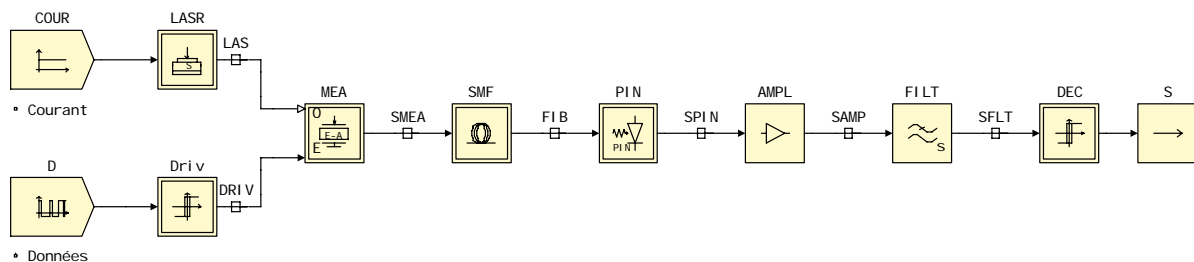 COUR
LASR
LAS
S
• Courant
MEA
O
E-A
E
SMEA
SMF
FIB
PIN
PIN
SPIN
AMPL
SAMP
FILT
S
SFLT
DEC
S
D
Driv
DRIV
• Données